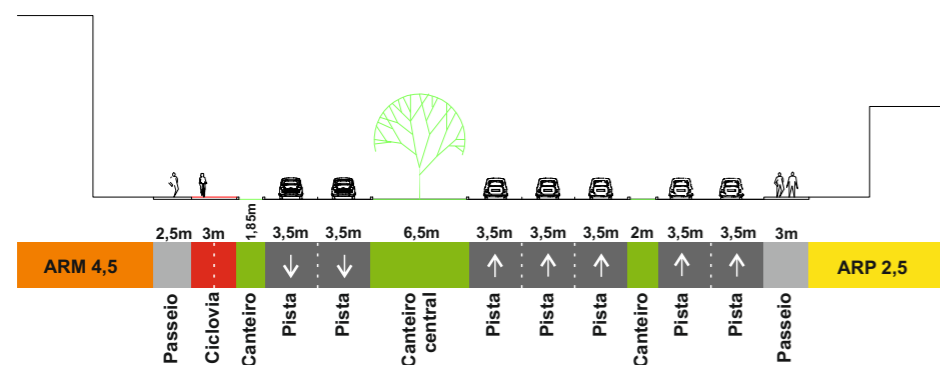 2,5m 3m 1,85m 3,5m 3,5m 6,5m 3,5m 3,5m 3,5m 2m 3,5m 3,5m 3m
ARM 4,5
ARP 2,5
Passeio
Ciclovia
Canteiro
Pista
Pista
Canteiro
central
Pista
Pista
Pista
Canteiro
Pista
Pista
Passeio